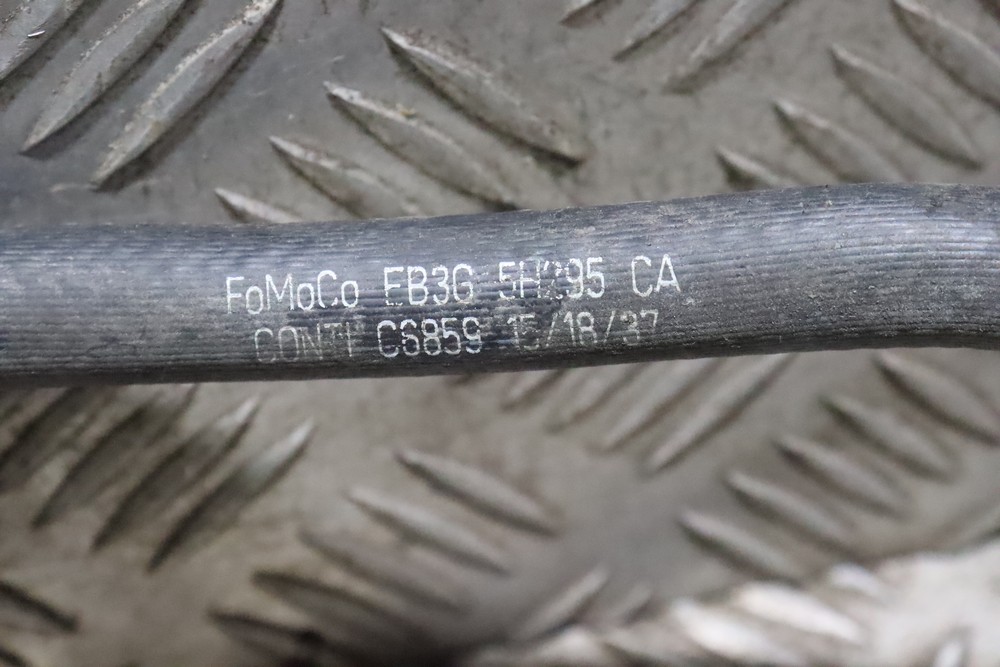 FoMoCo EB3G 5H295 CA
CONTI C6859 15/18/37